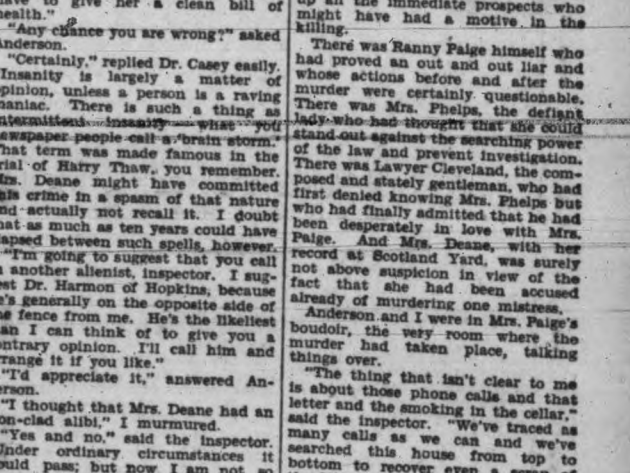 have to give her a clean bill of
health."
"Any chance you are wrong?" asked
Anderson.
"Certainly," replied Dr. Casey easily.
"Insanity is largely a matter of
opinion, unless a person is a raving
maniac. There is such a thing as
intermittent insanity—what you
newspaper people call a 'brain storm.'
That term was made famous in the
trial of Harry Thaw, you remember.
Mrs. Deane might have committed
this crime in a spasm of that nature
and actually not recall it. I doubt
that as much as ten years could have
lapsed between such spells, however.
"I'm going to suggest that you call
in another alienist, inspector. I sug-
gest Dr. Harmon of Hopkins, because
he's generally on the opposite side of
the fence from me. He's the likeliest
man I can think of to give you a
contrary opinion. I'll call him and
arrange it if you like."
"I'd appreciate it," answered An-
derson.
"I thought that Mrs. Deane had an
iron-clad alibi," I murmured.
"Yes and no," said the inspector.
"Under ordinary circumstances it
would pass; but now I am not so
up all the immediate prospects who
might have had a motive in the
killing.
There was Ranny Paige himself who
had proved an out and out liar and
whose actions before and after the
murder were certainly questionable.
There was Mrs. Phelps, the defiant
lady who had thought that she could
stand out against the searching power
of the law and prevent investigation.
There was Lawyer Cleveland, the com-
posed and stately gentleman, who had
first denied knowing Mrs. Phelps but
who had finally admitted that he had
been desperately in love with Mrs.
Paige. And Mrs. Deane, with her
record at Scotland Yard, was surely
not above suspicion in view of the
fact that she had been accused
already of murdering one mistress.
Anderson and I were in Mrs. Paige's
boudoir, the very room where the
murder had taken place, talking
things over.
"The thing that isn't clear to me
is about those phone calls and that
letter and the smoking in the cellar,"
said the inspector. "We've traced as
many calls as we can and we've
searched this house from top to
bottom to recover even a